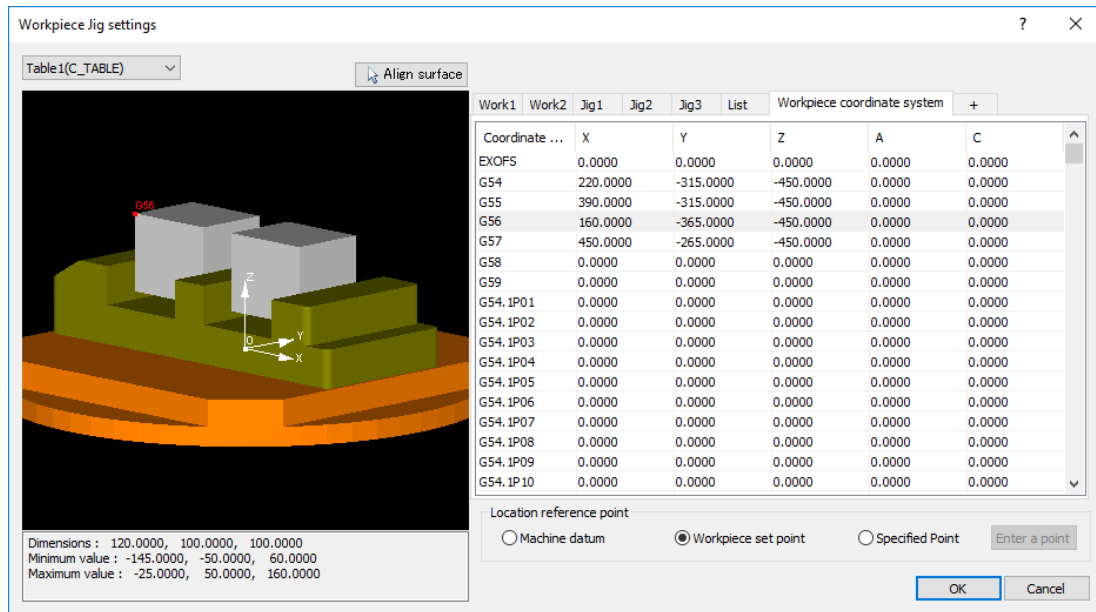 Workpiece Jig settings ? ×
Table1(C_TABLE)
Align surface
G56
Z
Y
0
X
Dimensions : 120.0000, 100.0000, 100.0000
Minimum value : -145.0000, -50.0000, 60.0000
Maximum value : -25.0000, 50.0000, 160.0000
Work1 Work2 Jig1 Jig2 Jig3 List Workpiece coordinate system +
Coordinate ... X Y Z A C
EXOFS 0.0000 0.0000 0.0000 0.0000 0.0000
G54 220.0000 -315.0000 -450.0000 0.0000 0.0000
G55 390.0000 -315.0000 -450.0000 0.0000 0.0000
G56 160.0000 -365.0000 -450.0000 0.0000 0.0000
G57 450.0000 -265.0000 -450.0000 0.0000 0.0000
G58 0.0000 0.0000 0.0000 0.0000 0.0000
G59 0.0000 0.0000 0.0000 0.0000 0.0000
G54.1P01 0.0000 0.0000 0.0000 0.0000 0.0000
G54.1P02 0.0000 0.0000 0.0000 0.0000 0.0000
G54.1P03 0.0000 0.0000 0.0000 0.0000 0.0000
G54.1P04 0.0000 0.0000 0.0000 0.0000 0.0000
G54.1P05 0.0000 0.0000 0.0000 0.0000 0.0000
G54.1P06 0.0000 0.0000 0.0000 0.0000 0.0000
G54.1P07 0.0000 0.0000 0.0000 0.0000 0.0000
G54.1P08 0.0000 0.0000 0.0000 0.0000 0.0000
G54.1P09 0.0000 0.0000 0.0000 0.0000 0.0000
G54.1P10 0.0000 0.0000 0.0000 0.0000 0.0000
Location reference point
Machine datum Workpiece set point Specified Point Enter a point
OK Cancel